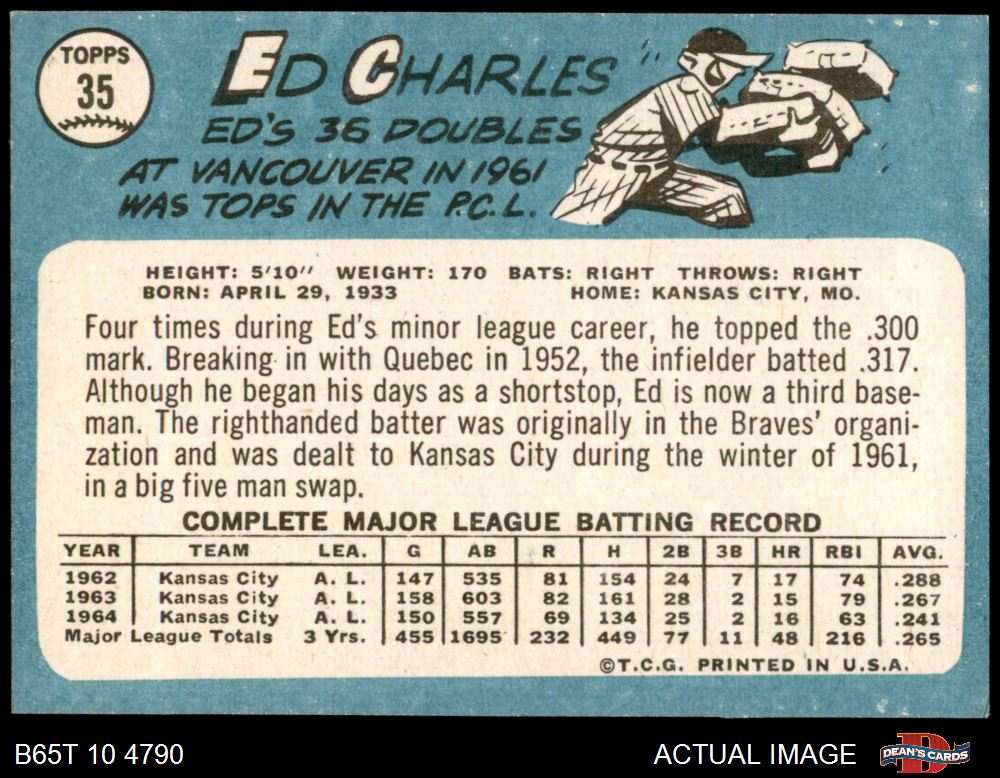 TOPPS
35
ED CHARLES
ED'S 36 DOUBLES
AT VANCOUVER IN 1961
WAS TOPS IN THE P.C.L.
HEIGHT: 5'10" WEIGHT: 170 BATS: RIGHT THROWS: RIGHT
BORN: APRIL 29, 1933 HOME: KANSAS CITY, MO.
Four times during Ed's minor league career, he topped the .300
mark. Breaking in with Quebec in 1952, the infielder batted .317.
Although he began his days as a shortstop, Ed is now a third base-
man. The righthanded batter was originally in the Braves' organi-
zation and was dealt to Kansas City during the winter of 1961,
in a big five man swap.
COMPLETE MAJOR LEAGUE BATTING RECORD
YEAR TEAM LEA. G AB R H 2B 3B HR RBI AVG.
1962 Kansas City A. L. 147 535 81 154 24 7 17 74 .288
1963 Kansas City A. L. 158 603 82 161 28 2 15 79 .267
1964 Kansas City A. L. 150 557 69 134 25 2 16 63 .241
Major League Totals 3 Yrs. 455 1695 232 449 77 11 48 216 .265
©T.C.G. PRINTED IN U.S.A.
B65T 10 4790 ACTUAL IMAGE DEAN'S CARDS